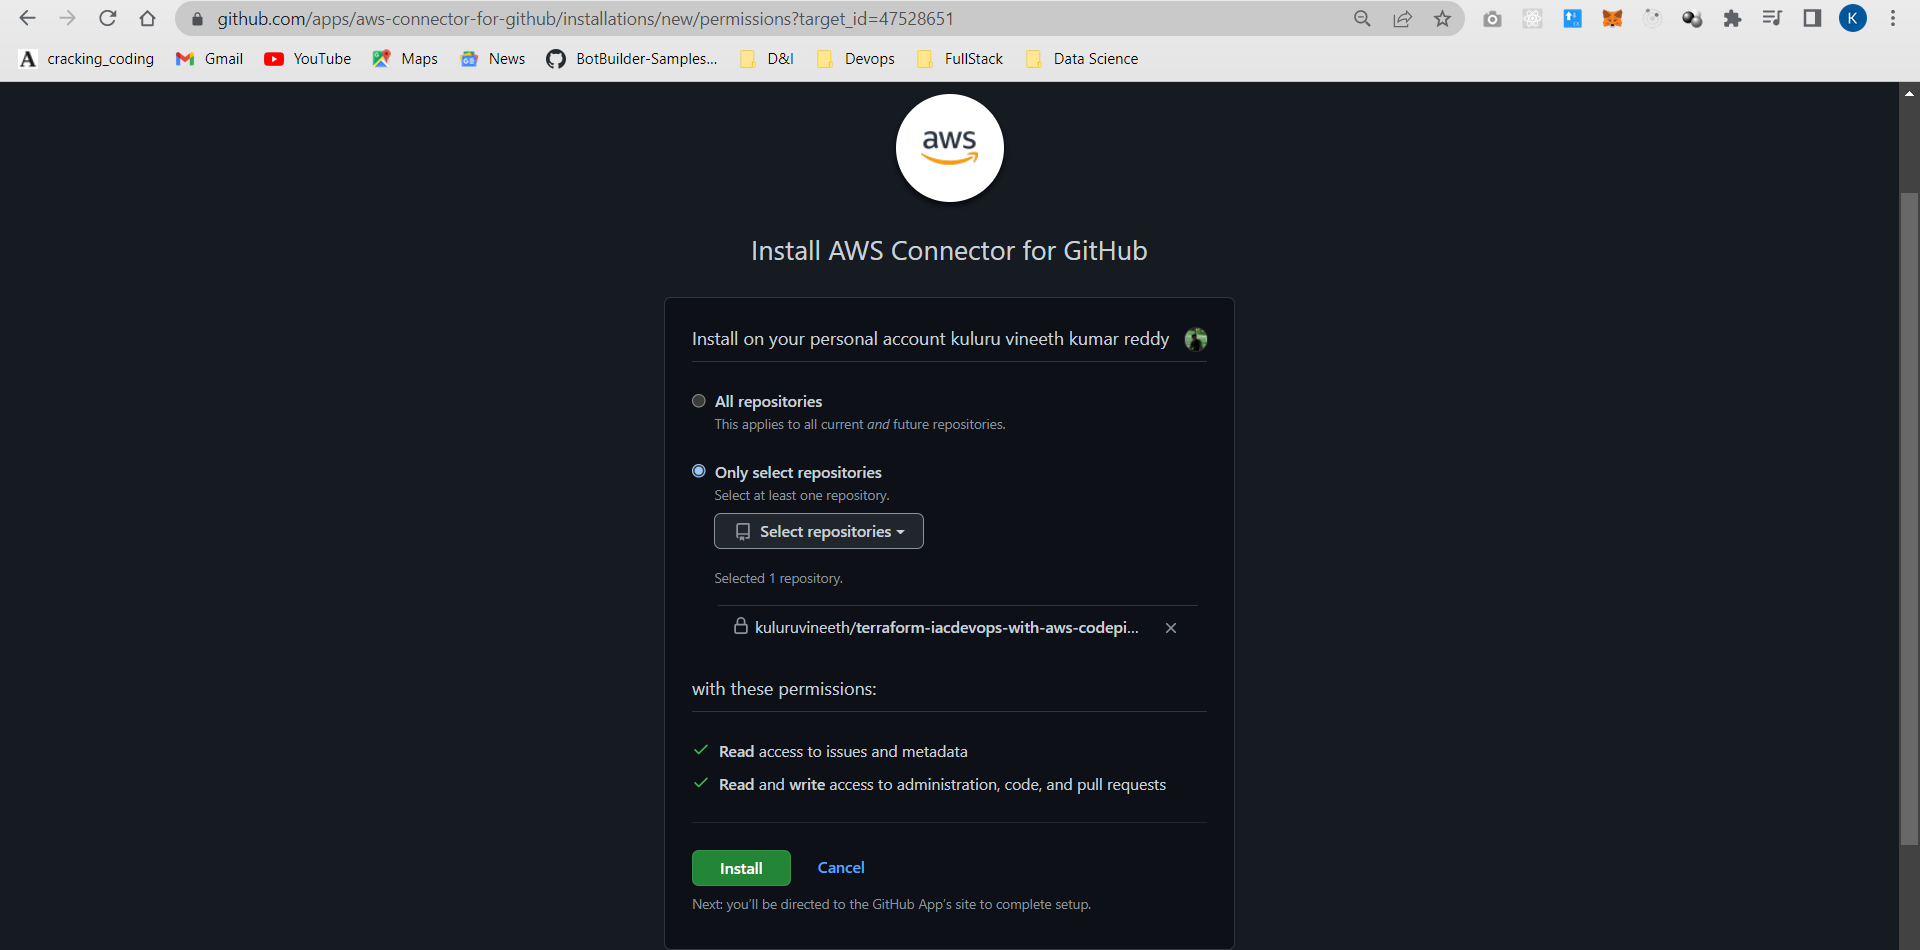 github.com/apps/aws-connector-for-github/installations/new/permissions?target_id=47528651
K
A cracking_coding Gmail YouTube Maps News BotBuilder-Samples... D&I Devops FullStack Data Science
aws
Install AWS Connector for GitHub
Install on your personal account kuluru vineeth kumar reddy
All repositories
This applies to all current and future repositories.
Only select repositories
Select at least one repository.
Select repositories
Selected 1 repository.
kuluruvineeth/terraform-iacdevops-with-aws-codepi...
with these permissions:
Read access to issues and metadata
Read and write access to administration, code, and pull requests
Install Cancel
Next: you'll be directed to the GitHub App's site to complete setup.